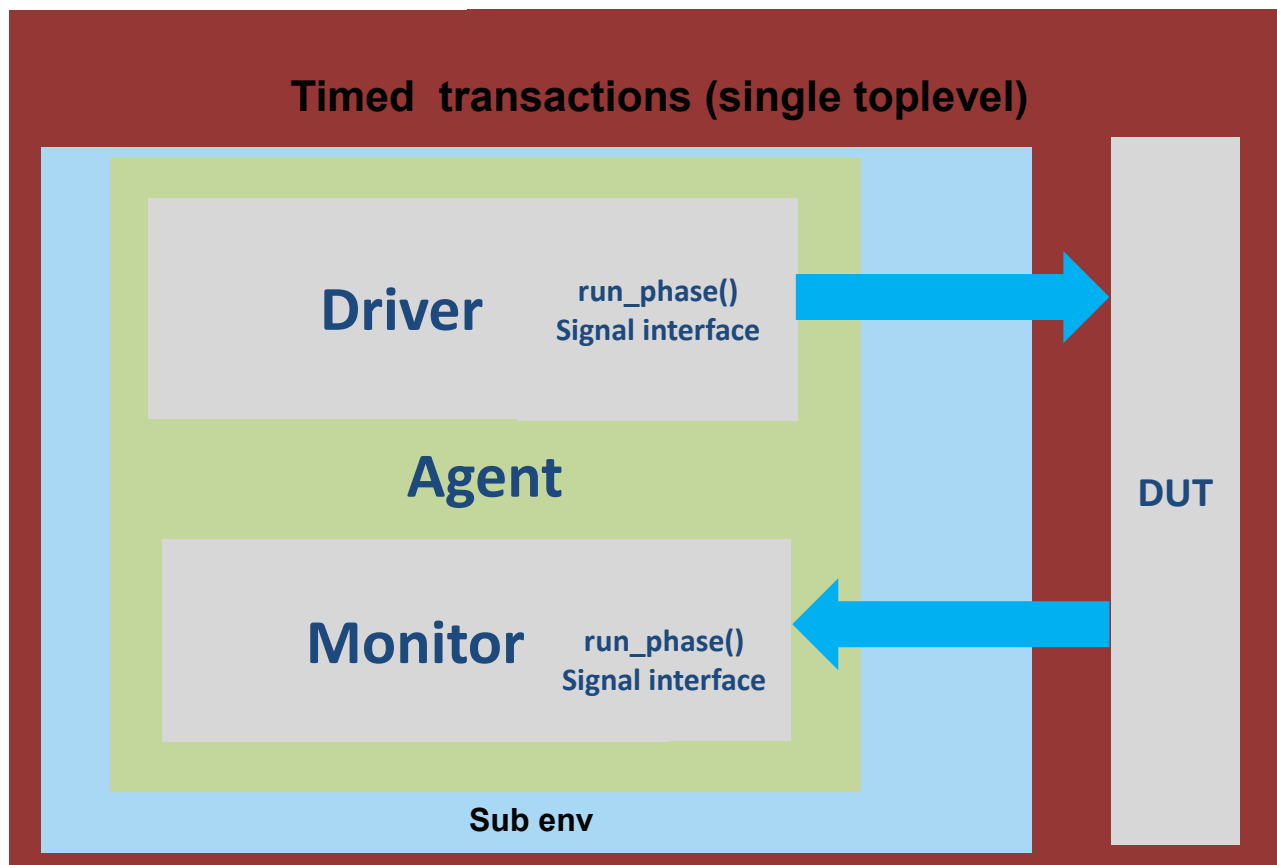 Timed  transactions (single toplevel)
Driver
run_phase()
Signal interface
Agent
DUT
Monitor
run_phase()
Signal interface
Sub env